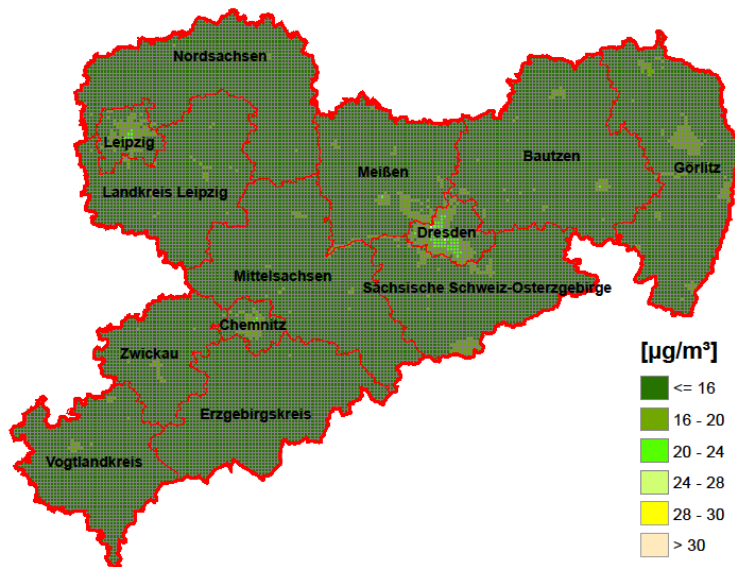 Nordsachsen
Leipzig
Landkreis Leipzig
Meißen
Bautzen
Görlitz
Dresden
Mittelsachsen
Sächsische Schweiz-Osterzgebirge
Chemnitz
Zwickau
Erzgebirgskreis
Vogtlandkreis
[µg/m³]
<= 16
16 - 20
20 - 24
24 - 28
28 - 30
> 30